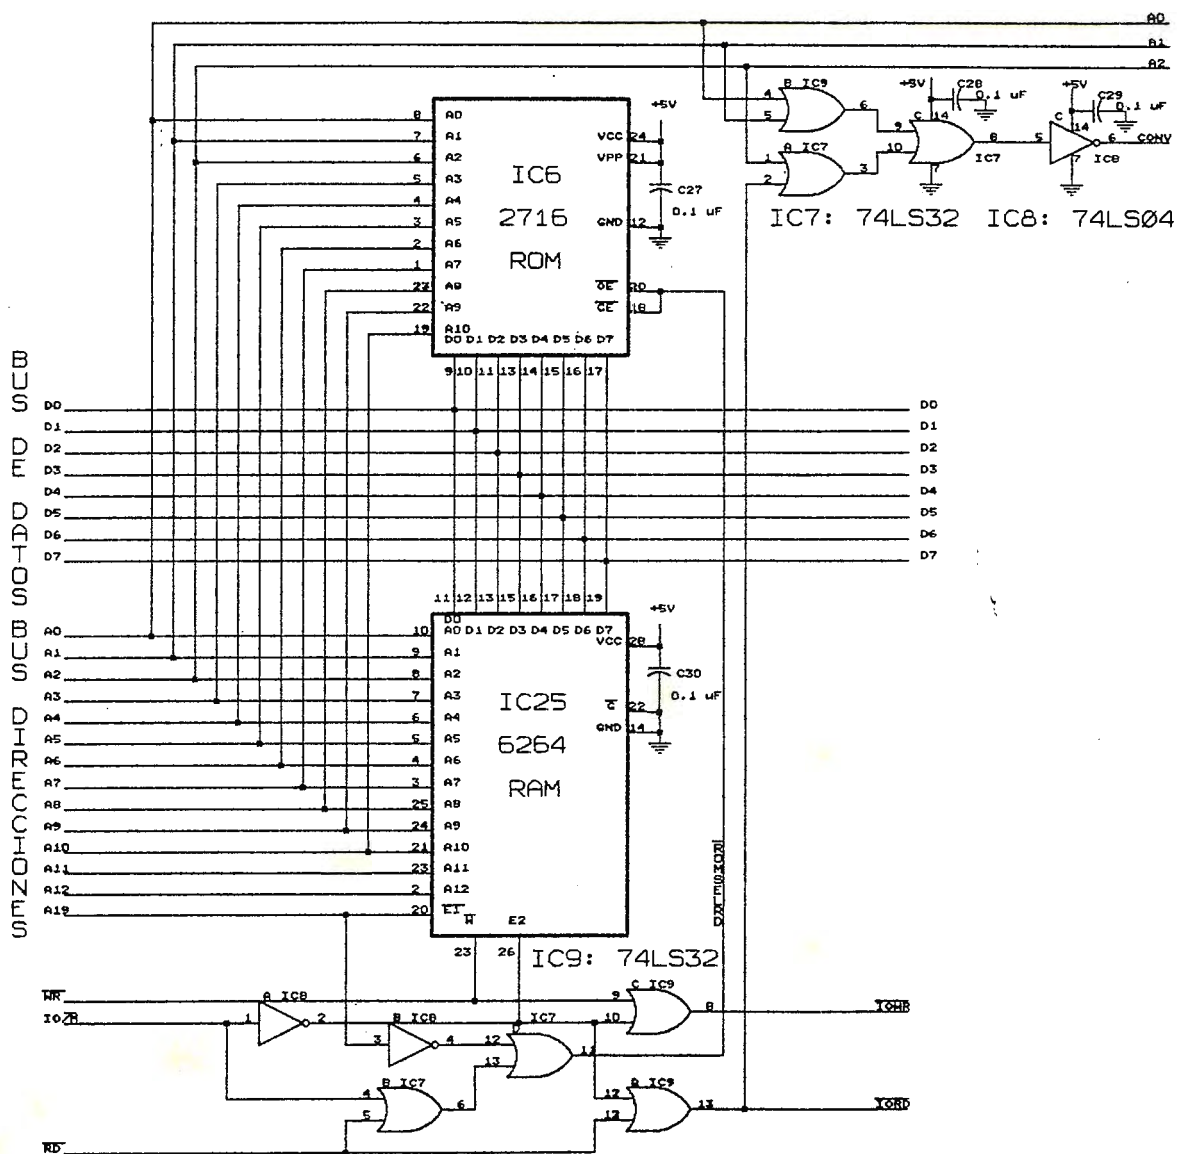 A0
A1
A2
B IC9
4
5
6
A IC7
1
2
3
+5V
C28
0.1 uF
C 14
9
10
8
7
IC7
+5V
C29
0.1 uF
C
14
5
6
7
IC8
CONV
IC7: 74LS32 IC8: 74LS04
8 A0
7 A1
6 A2
5 A3
4 A4
3 A5
2 A6
1 A7
A8
22 A9
19 A10
IC6
2716
ROM
+5V
VCC 24
VPP 21
C27
0.1 uF
GND 12
OE
CE 18
D0 D1 D2 D3 D4 D5 D6 D7
9 10 11 13 14 15 16 17
BUS DE DATOS
D0 D0
D1 D1
D2 D2
D3 D3
D4 D4
D5 D5
D6 D6
D7 D7
11 12 13 15 16 17 18 19
D0
D1 D2 D3 D4 D5 D6 D7
BUS DIRECCIONES
A0 10 A0
A1 9 A1
A2 8 A2
A3 7 A3
A4 6 A4
A5 5 A5
A6 4 A6
A7 3 A7
A8 25 A8
A9 24 A9
A10 21 A10
A11 23 A11
A12 2 A12
A19 20 E1
IC25
6264
RAM
+5V
VCC 28
C30
0.1 uF
G 22
GND 14
W E2
23 26
IC9: 74LS32
WR
IO/M
RD
A IC8
1 2
B IC8
3 4
IC7
12
13
11
B IC7
4
5
6
C IC9
9
10
8
IOWR
IC9
12
13
IORD